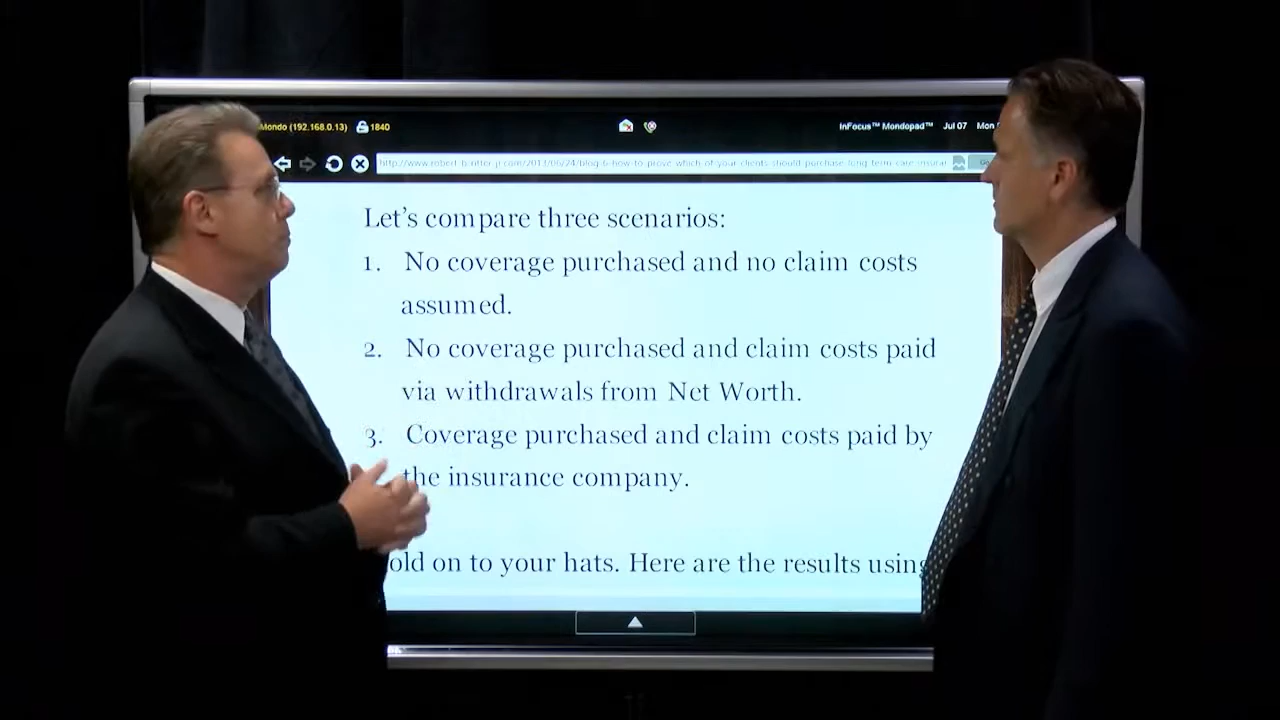 Mondo (192.168.0.13) 1840 InFocus™ Mondopad™ Jul 07 Mon
Let's compare three scenarios:
1. No coverage purchased and no claim costs
assumed.
2. No coverage purchased and claim costs paid
via withdrawals from Net Worth.
3. Coverage purchased and claim costs paid by
the insurance company.
old on to your hats. Here are the results using